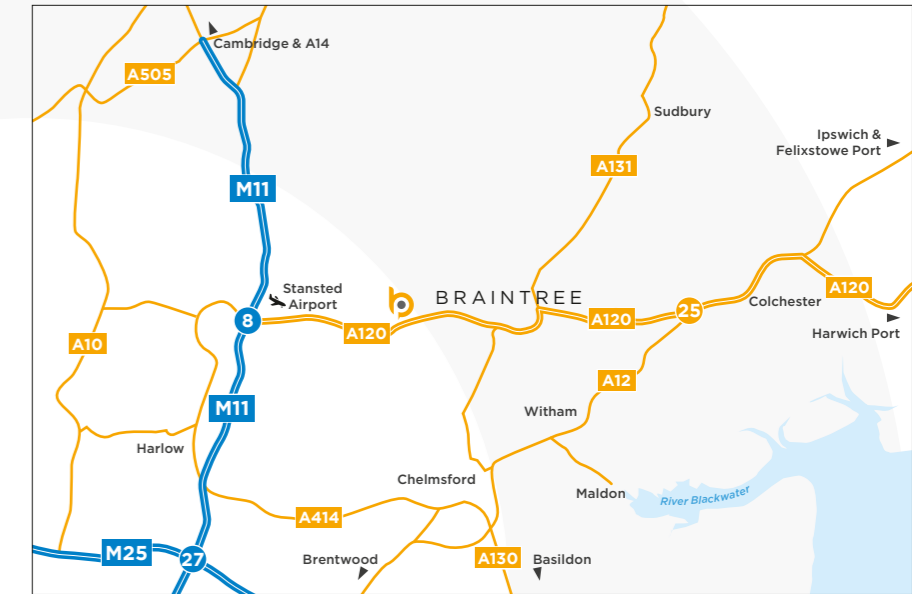 Cambridge & A14
A505
Sudbury
Ipswich &
Felixstowe Port
A131
M11
Stansted
Airport
BRAINTREE
A120
Colchester
8
25
A120
A120
Harwich Port
A10
A12
M11
Witham
Harlow
Chelmsford
Maldon
River Blackwater
A414
M25
27
Brentwood
A130
Basildon